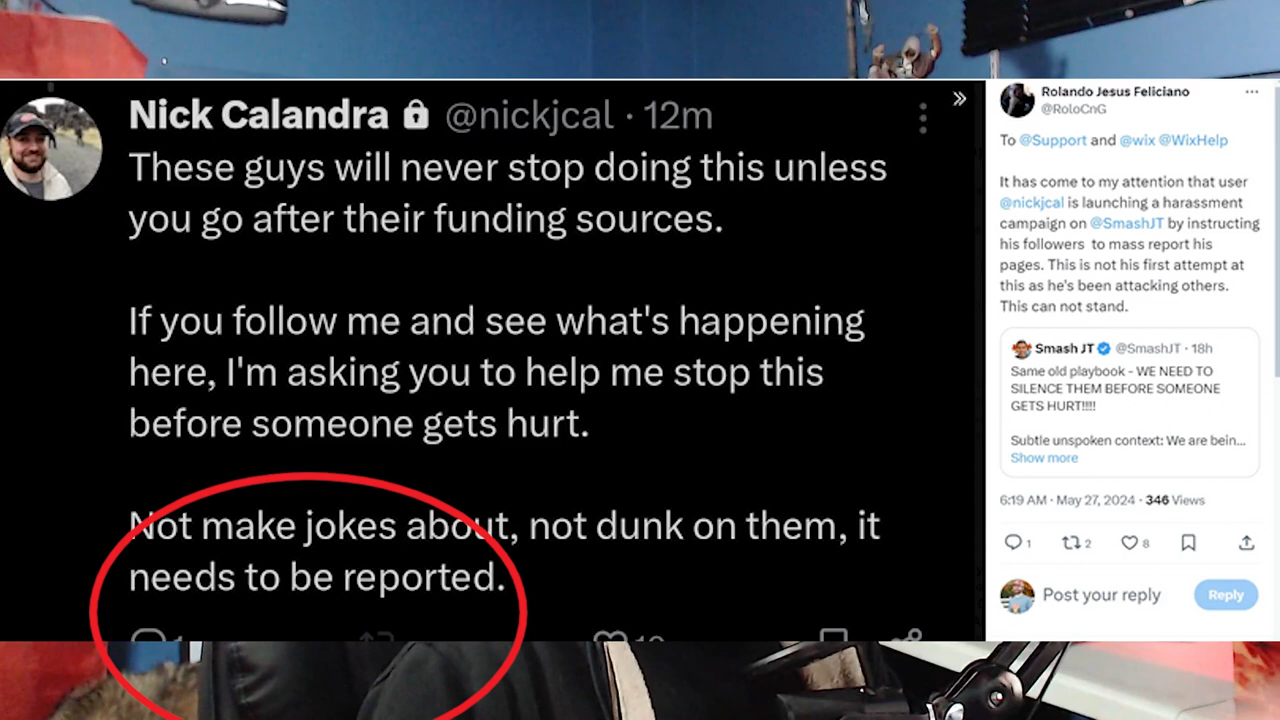 Nick Calandra @nickjcal · 12m
These guys will never stop doing this unless
you go after their funding sources.
If you follow me and see what's happening
here, I'm asking you to help me stop this
before someone gets hurt.
Not make jokes about, not dunk on them, it
needs to be reported.
Rolando Jesus Feliciano
@RoloCnG
To @Support and @wix @WixHelp
It has come to my attention that user
@nickjcal is launching a harassment
campaign on @SmashJT by instructing
his followers to mass report his
pages. This is not his first attempt at
this as he's been attacking others.
This can not stand.
Smash JT @SmashJT · 18h
Same old playbook - WE NEED TO
SILENCE THEM BEFORE SOMEONE
GETS HURT!!!!!
Subtle unspoken context: We are bein...
Show more
6:19 AM · May 27, 2024 · 346 Views
1 2 8
Post your reply Reply